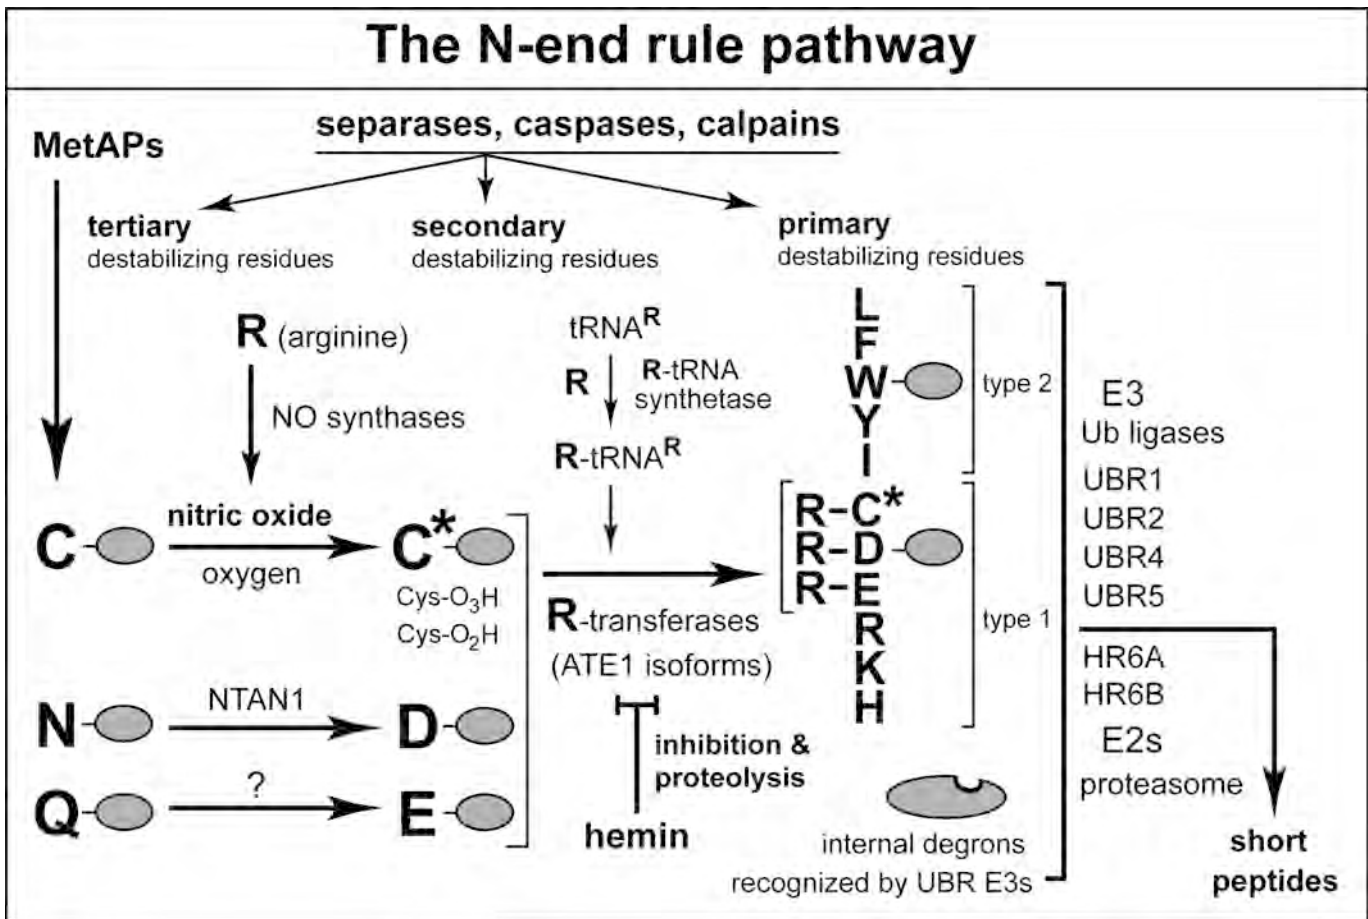 The N-end rule pathway
MetAPs
separases, caspases, calpains
tertiary
destabilizing residues
secondary
destabilizing residues
primary
destabilizing residues
R (arginine)
NO synthases
tRNAᴿ
R
R-tRNA
synthetase
R-tRNAᴿ
C
nitric oxide
oxygen
C*
Cys-O₃H
Cys-O₂H
R-transferases
(ATE1 isoforms)
N
NTAN1
D
Q
?
E
inhibition &
proteolysis
hemin
L
F
W
Y
I
type 2
R-C*
R-D
R-E
R
K
H
type 1
internal degrons
recognized by UBR E3s
E3
Ub ligases
UBR1
UBR2
UBR4
UBR5
HR6A
HR6B
E2s
proteasome
short
peptides